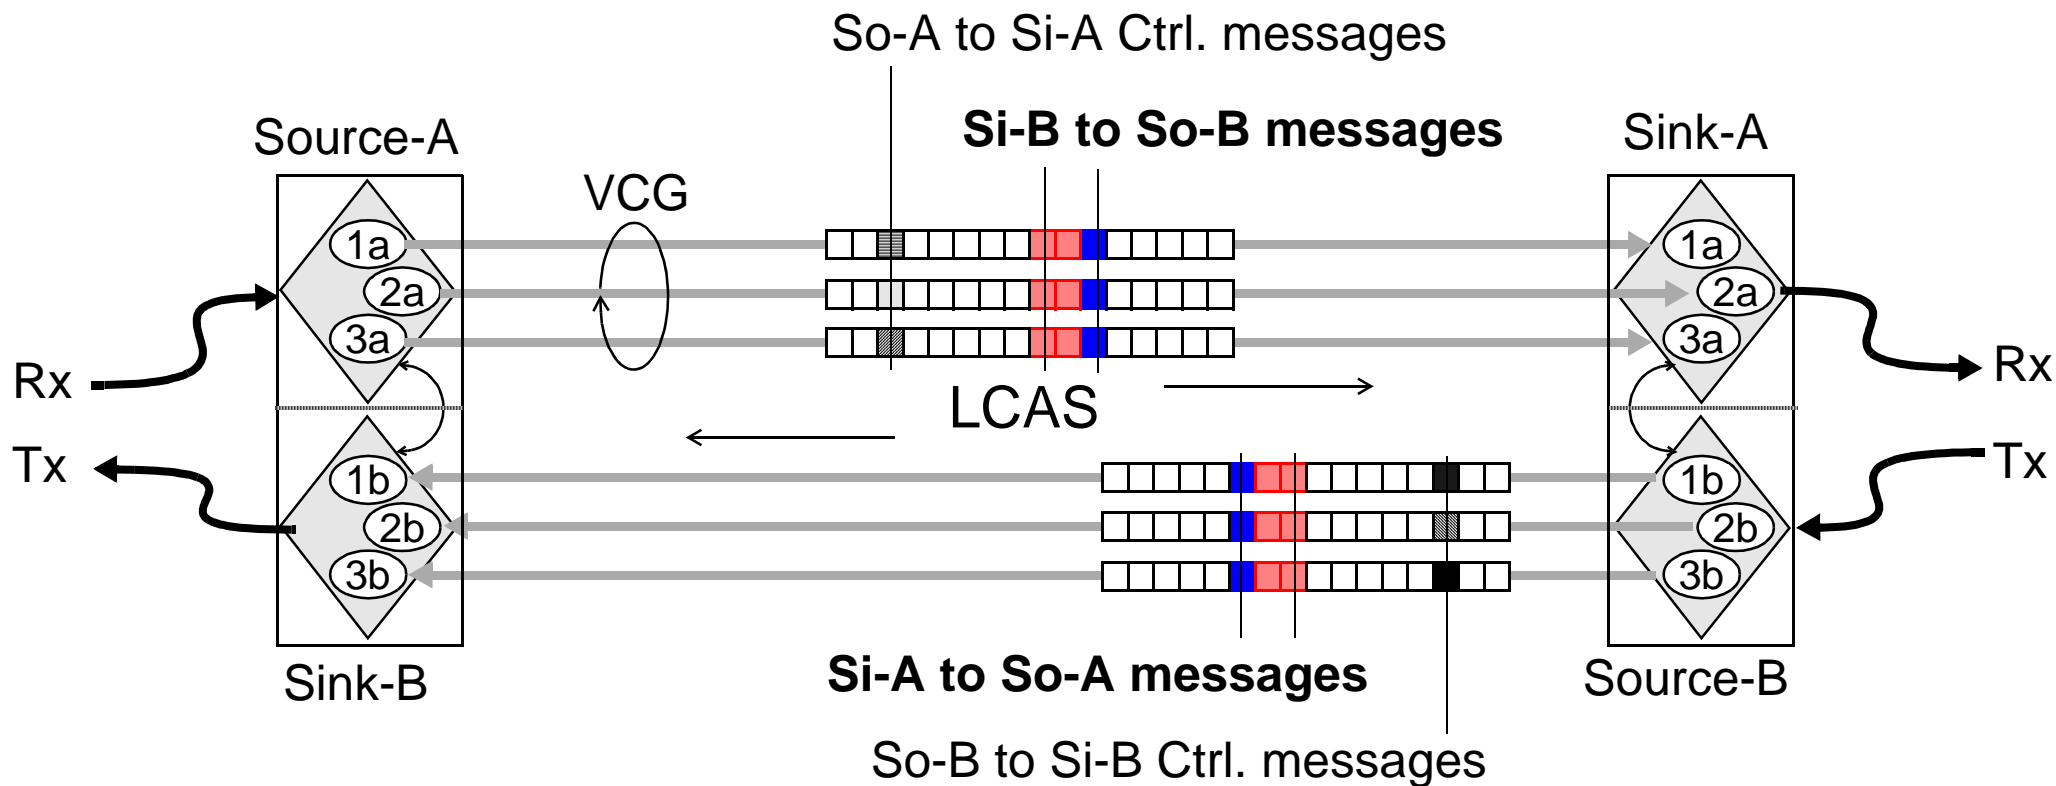 So-A to Si-A Ctrl. messages
Si-B to So-B messages
Source-A
Sink-A
VCG
1a
2a
3a
1a
2a
3a
Rx
Rx
LCAS
Tx
Tx
1b
2b
3b
1b
2b
3b
Si-A to So-A messages
Sink-B
Source-B
So-B to Si-B Ctrl. messages